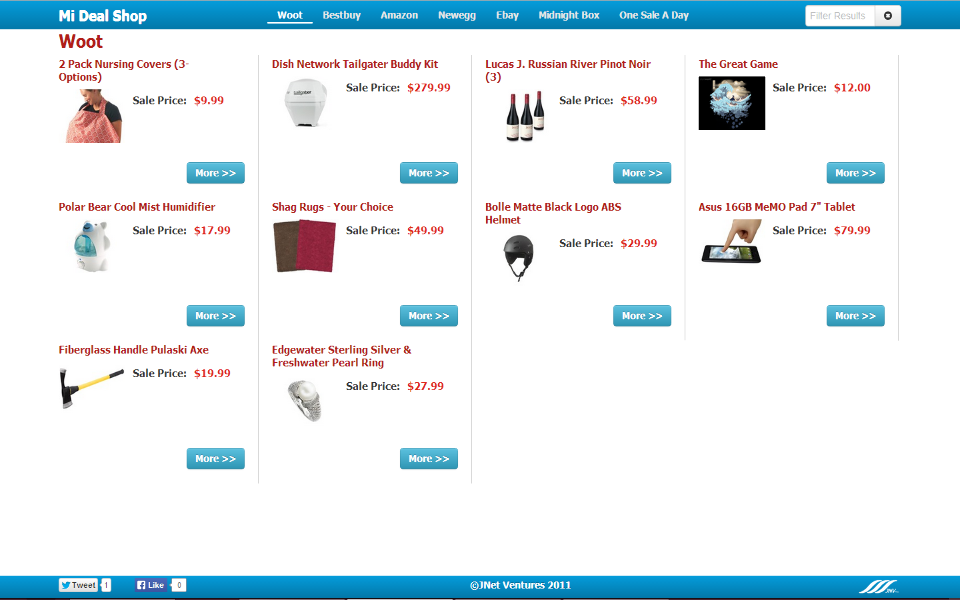 Mi Deal Shop
Woot Bestbuy Amazon Newegg Ebay Midnight Box One Sale A Day
Filter Results
Woot
2 Pack Nursing Covers (3-
Options)
Sale Price: $9.99
More >>
Dish Network Tailgater Buddy Kit
Sale Price: $279.99
More >>
Lucas J. Russian River Pinot Noir
(3)
Sale Price: $58.99
More >>
The Great Game
Sale Price: $12.00
More >>
Polar Bear Cool Mist Humidifier
Sale Price: $17.99
More >>
Shag Rugs - Your Choice
Sale Price: $49.99
More >>
Bolle Matte Black Logo ABS
Helmet
Sale Price: $29.99
More >>
Asus 16GB MeMO Pad 7" Tablet
Sale Price: $79.99
More >>
Fiberglass Handle Pulaski Axe
Sale Price: $19.99
More >>
Edgewater Sterling Silver &
Freshwater Pearl Ring
Sale Price: $27.99
More >>
Tweet 1 Like 0
©JNet Ventures 2011